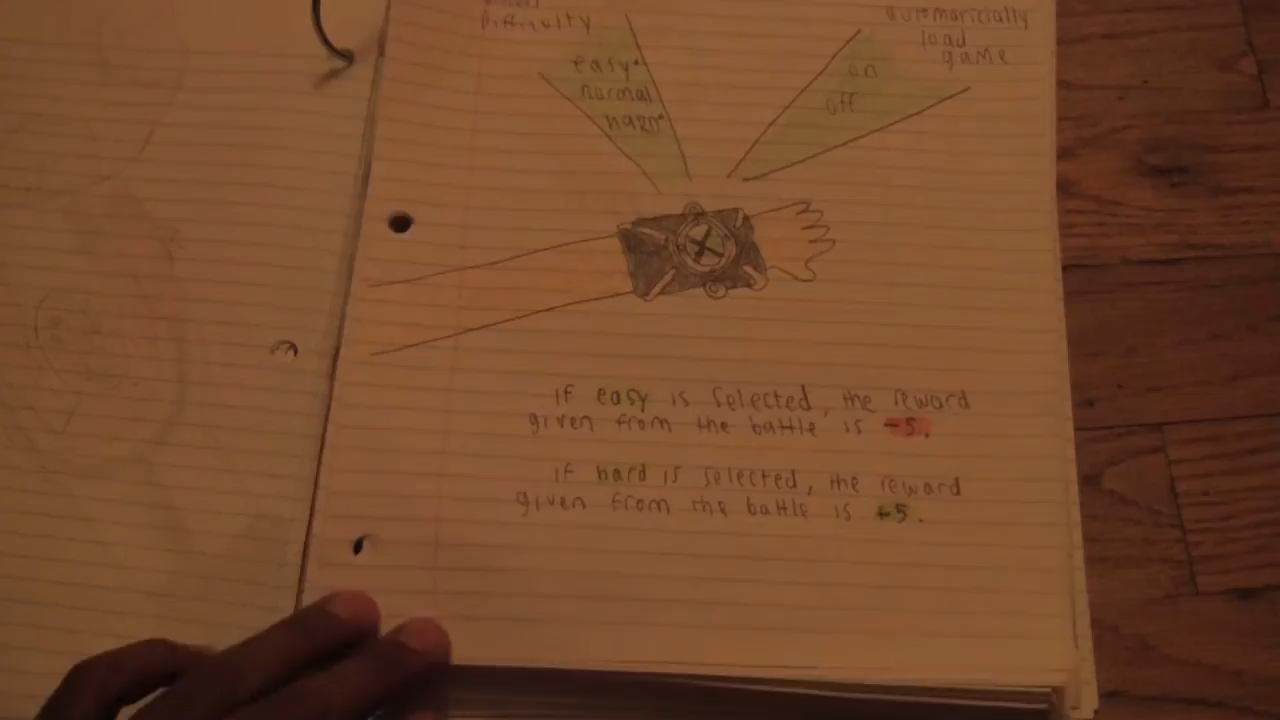 Difficulty
easy*
normal
hard*
automaricially
load
game
on
off
if easy is selected, the reward
given from the battle is -5.
if hard is selected, the reward
given from the battle is +5.